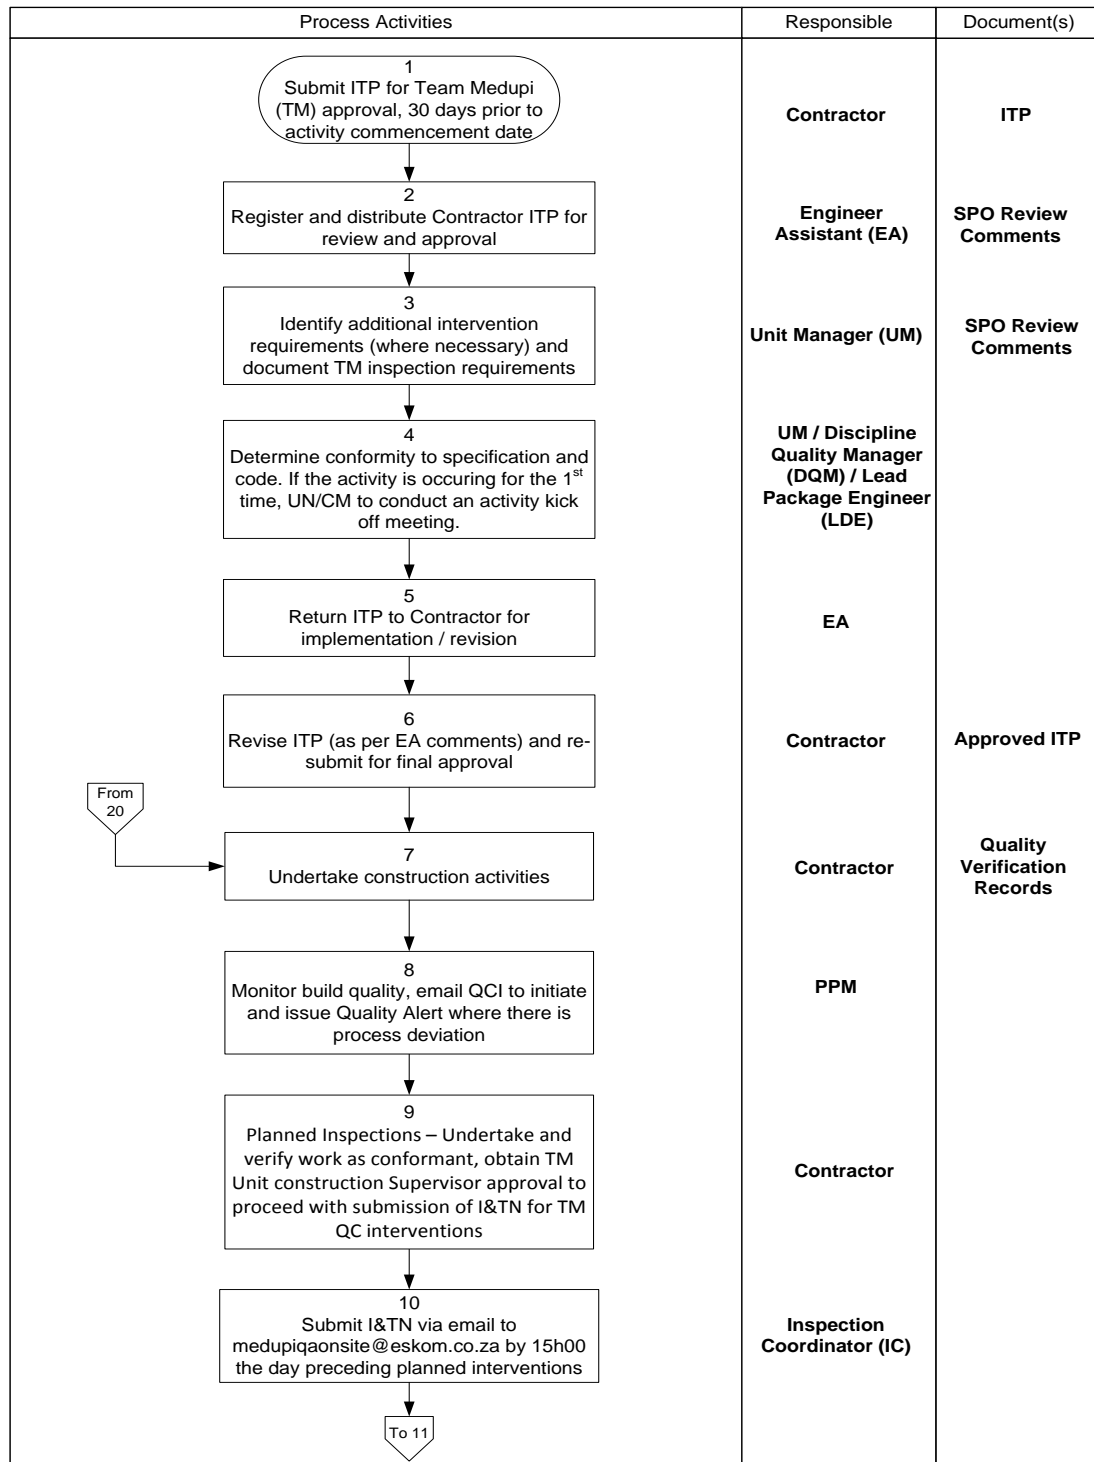 Process Activities
Responsible
Document(s)
1
Submit ITP for Team Medupi
(TM) approval, 30 days prior to
activity commencement date
Contractor
ITP
2
Register and distribute Contractor ITP for
review and approval
Engineer
Assistant (EA)
SPO Review
Comments
3
Identify additional intervention
requirements (where necessary) and
document TM inspection requirements
Unit Manager (UM)
SPO Review
Comments
4
Determine conformity to specification and
code. If the activity is occuring for the 1st
time, UN/CM to conduct an activity kick
off meeting.
UM / Discipline
Quality Manager
(DQM) / Lead
Package Engineer
(LDE)
5
Return ITP to Contractor for
implementation / revision
EA
6
Revise ITP (as per EA comments) and re-
submit for final approval
Contractor
Approved ITP
From
20
7
Undertake construction activities
Contractor
Quality
Verification
Records
8
Monitor build quality, email QCI to initiate
and issue Quality Alert where there is
process deviation
PPM
9
Planned Inspections – Undertake and
verify work as conformant, obtain TM
Unit construction Supervisor approval to
proceed with submission of I&TN for TM
QC interventions
Contractor
10
Submit I&TN via email to
medupiqaonsite@eskom.co.za by 15h00
the day preceding planned interventions
Inspection
Coordinator (IC)
To 11